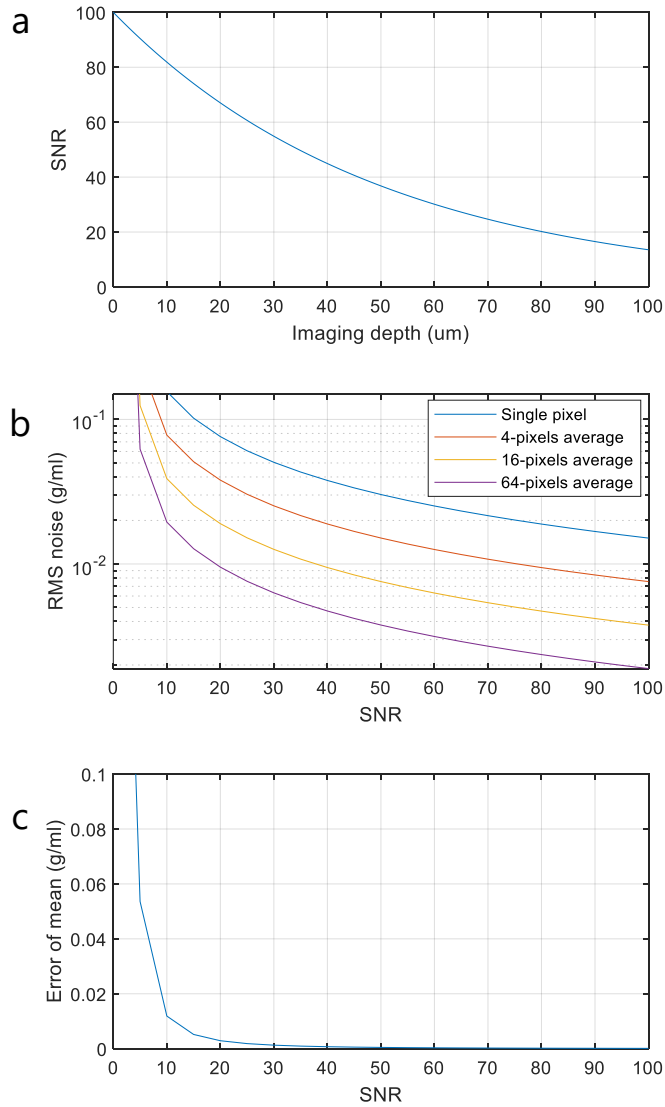 a
100
80
60
40
20
0
SNR
0 10 20 30 40 50 60 70 80 90 100
Imaging depth (um)
b
10^-1
10^-2
RMS noise (g/ml)
Single pixel
4-pixels average
16-pixels average
64-pixels average
0 10 20 30 40 50 60 70 80 90 100
SNR
c
0.1
0.08
0.06
0.04
0.02
0
Error of mean (g/ml)
0 10 20 30 40 50 60 70 80 90 100
SNR